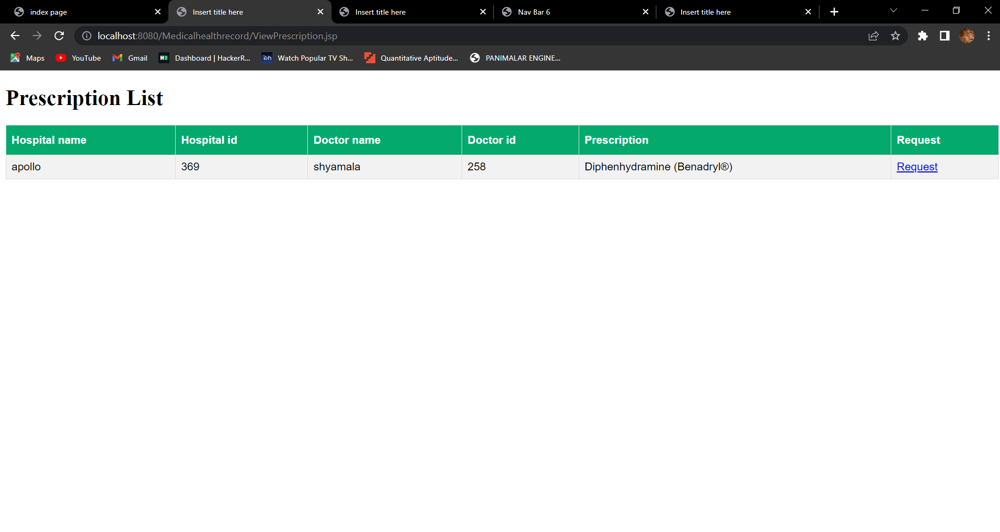 index page Insert title here Insert title here Nav Bar 6 Insert title here
localhost:8080/Medicalhealthrecord/ViewPrescription.jsp
Maps YouTube Gmail Dashboard | HackerR... Watch Popular TV Sh... Quantitative Aptitude... PANIMALAR ENGINE...
Prescription List
Hospital name Hospital id Doctor name Doctor id Prescription Request
apollo 369 shyamala 258 Diphenhydramine (Benadryl®) Request